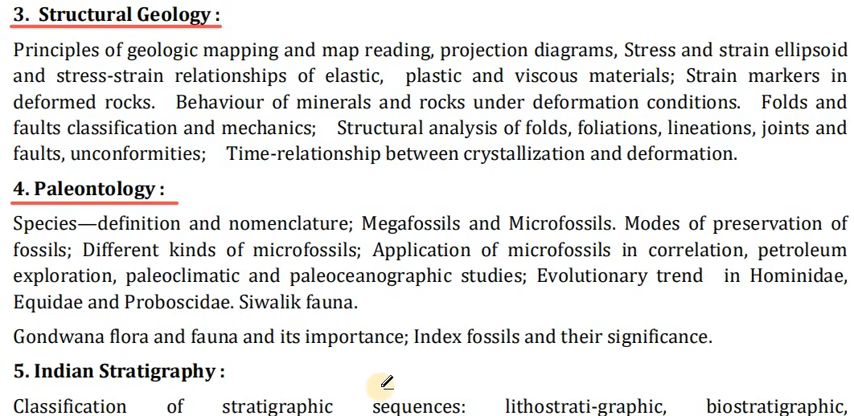 3. Structural Geology :
Principles of geologic mapping and map reading, projection diagrams, Stress and strain ellipsoid
and stress-strain relationships of elastic, plastic and viscous materials; Strain markers in
deformed rocks. Behaviour of minerals and rocks under deformation conditions. Folds and
faults classification and mechanics; Structural analysis of folds, foliations, lineations, joints and
faults, unconformities; Time-relationship between crystallization and deformation.
4. Paleontology :
Species—definition and nomenclature; Megafossils and Microfossils. Modes of preservation of
fossils; Different kinds of microfossils; Application of microfossils in correlation, petroleum
exploration, paleoclimatic and paleoceanographic studies; Evolutionary trend in Hominidae,
Equidae and Proboscidae. Siwalik fauna.
Gondwana flora and fauna and its importance; Index fossils and their significance.
5. Indian Stratigraphy :
Classification of stratigraphic sequences: lithostrati-graphic, biostratigraphic,